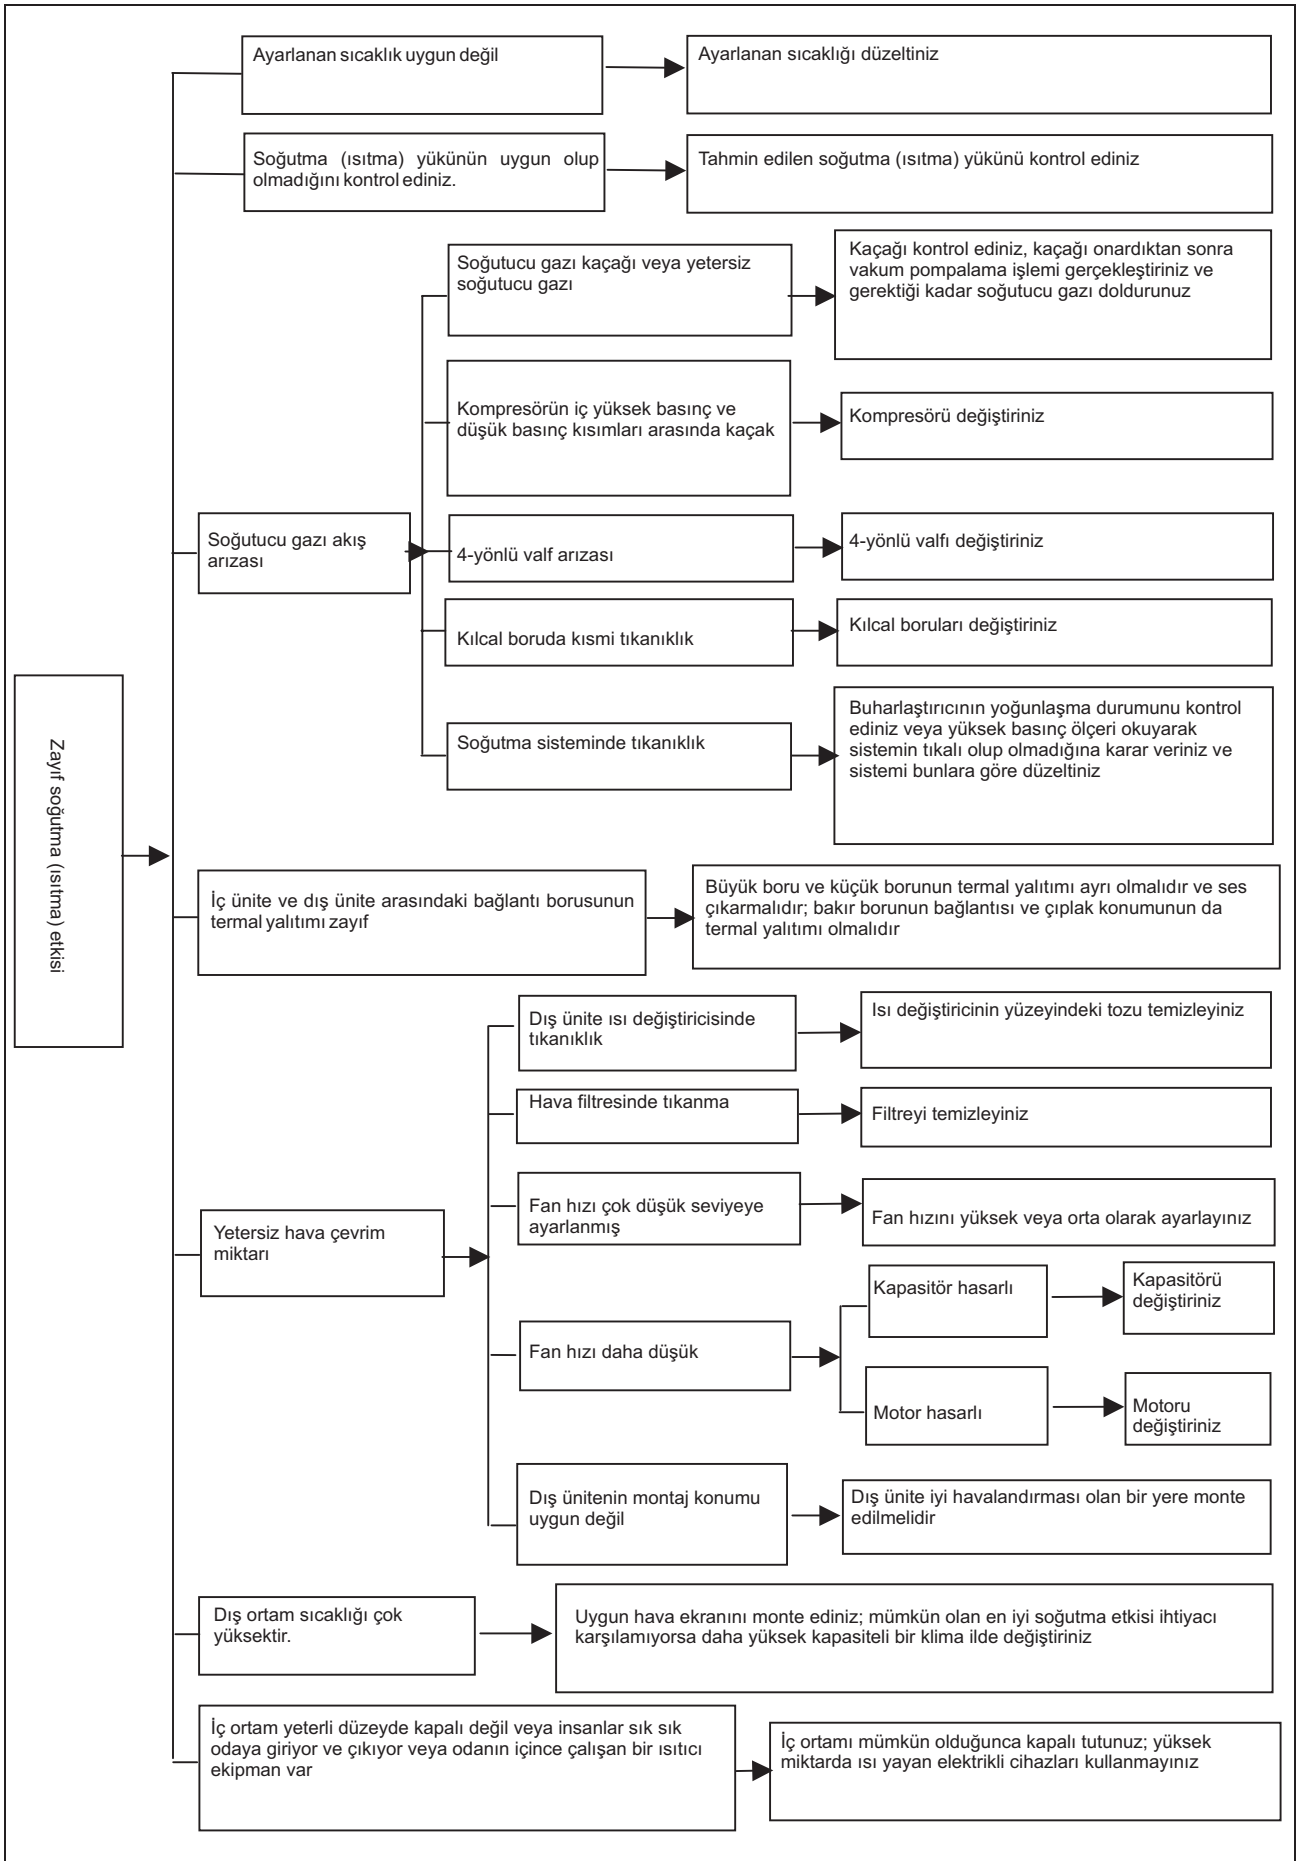 Ayarlanan sıcaklık uygun değil
Ayarlanan sıcaklığı düzeltiniz
Soğutma (ısıtma) yükünün uygun olup
olmadığını kontrol ediniz.
Tahmin edilen soğutma (ısıtma) yükünü kontrol ediniz
Soğutucu gazı kaçağı veya yetersiz
soğutucu gazı
Kaçağı kontrol ediniz, kaçağı onardıktan sonra
vakum pompalama işlemi gerçekleştiriniz ve
gerektiği kadar soğutucu gazı doldurunuz
Kompresörün iç yüksek basınç ve
düşük basınç kısımları arasında kaçak
Kompresörü değiştiriniz
Soğutucu gazı akış
arızası
4-yönlü valf arızası
4-yönlü valfı değiştiriniz
Kılcal boruda kısmi tıkanıklık
Kılcal boruları değiştiriniz
Soğutma sisteminde tıkanıklık
Buharlaştırıcının yoğunlaşma durumunu kontrol
ediniz veya yüksek basınç ölçeri okuyarak
sistemin tıkalı olup olmadığına karar veriniz ve
sistemi bunlara göre düzeltiniz
Zayıf soğutma (ısıtma) etkisi
İç ünite ve dış ünite arasındaki bağlantı borusunun
termal yalıtımı zayıf
Büyük boru ve küçük borunun termal yalıtımı ayrı olmalıdır ve ses
çıkarmalıdır; bakır borunun bağlantısı ve çıplak konumunun da
termal yalıtımı olmalıdır
Dış ünite ısı değiştiricisinde
tıkanıklık
Isı değiştiricinin yüzeyindeki tozu temizleyiniz
Hava filtresinde tıkanma
Filtreyi temizleyiniz
Fan hızı çok düşük seviyeye
ayarlanmış
Fan hızını yüksek veya orta olarak ayarlayınız
Yetersiz hava çevrim
miktarı
Fan hızı daha düşük
Kapasitör hasarlı
Kapasitörü
değiştiriniz
Motor hasarlı
Motoru
değiştiriniz
Dış ünitenin montaj konumu
uygun değil
Dış ünite iyi havalandırması olan bir yere monte
edilmelidir
Dış ortam sıcaklığı çok
yüksektir.
Uygun hava ekranını monte ediniz; mümkün olan en iyi soğutma etkisi ihtiyacı
karşılamıyorsa daha yüksek kapasiteli bir klima ilde değiştiriniz
İç ortam yeterli düzeyde kapalı değil veya insanlar sık sık
odaya giriyor ve çıkıyor veya odanın içince çalışan bir ısıtıcı
ekipman var
İç ortamı mümkün olduğunca kapalı tutunuz; yüksek
miktarda ısı yayan elektrikli cihazları kullanmayınız